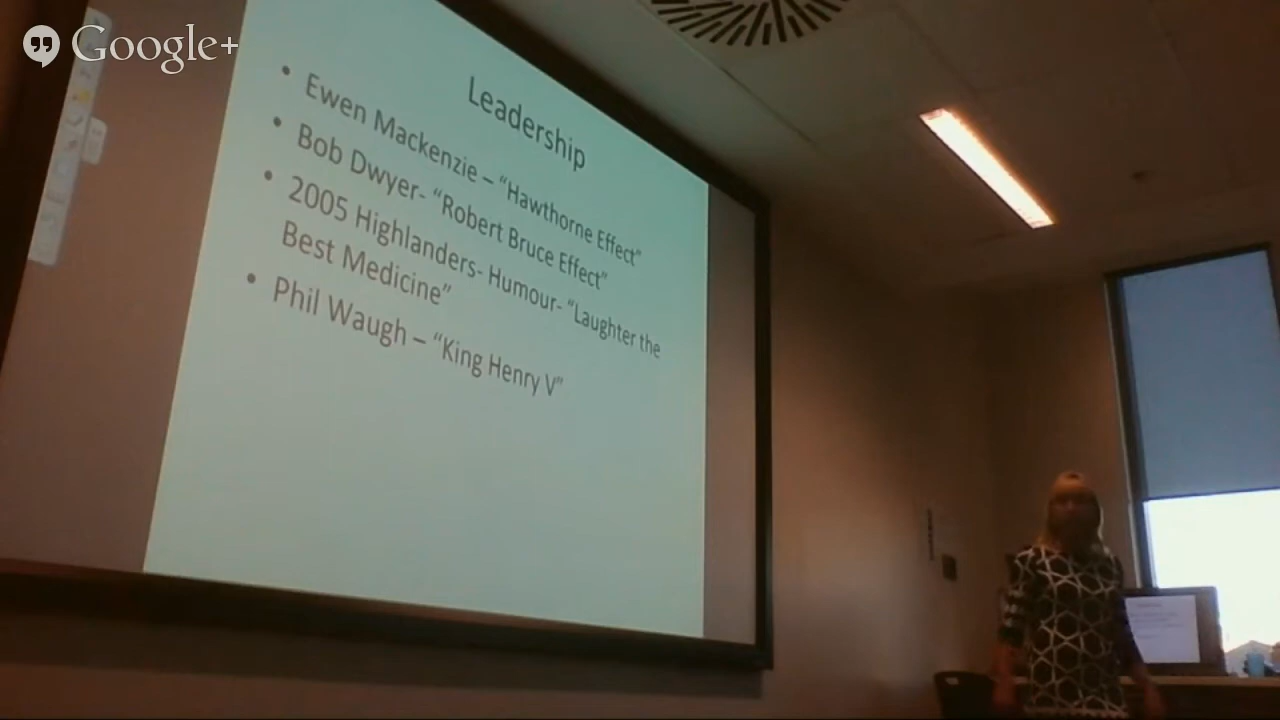 Google+
Leadership
• Ewen Mackenzie – “Hawthorne Effect”
• Bob Dwyer- “Robert Bruce Effect”
• 2005 Highlanders- Humour- “Laughter the
Best Medicine”
• Phil Waugh – “King Henry V”